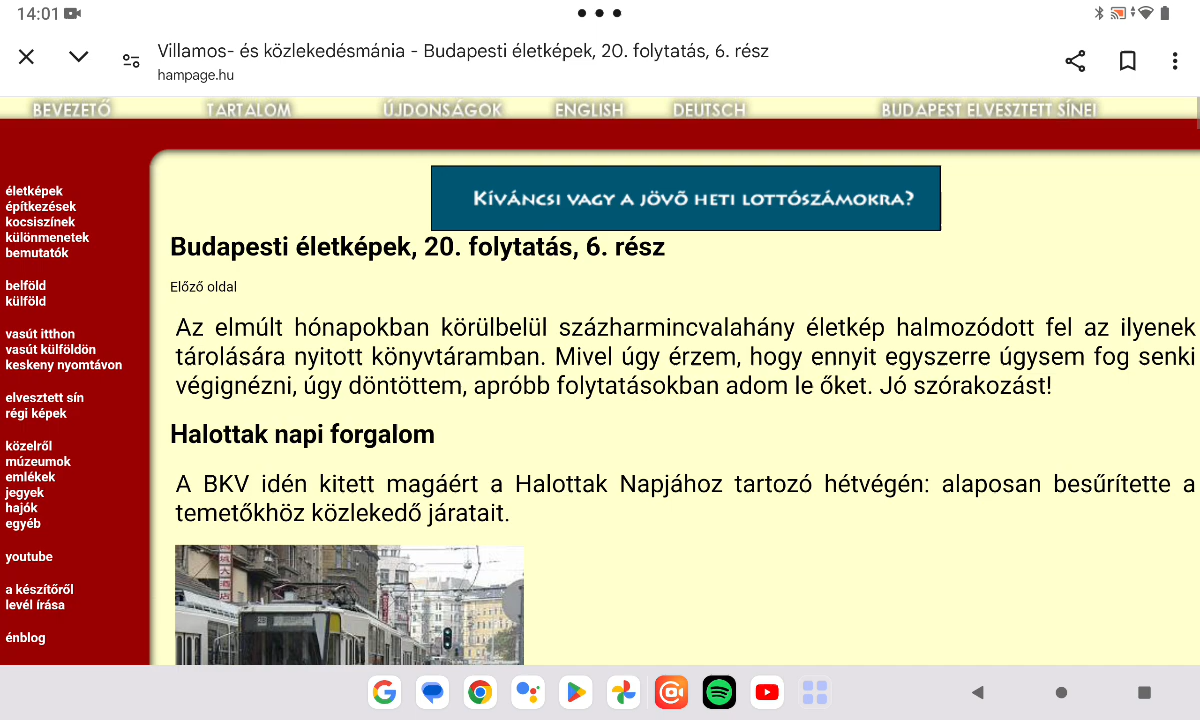 14:01
Villamos- és közlekedésmánia - Budapesti életképek, 20. folytatás, 6. rész
hampage.hu
BEVEZETŐ TARTALOM ÚJDONSÁGOK ENGLISH DEUTSCH BUDAPEST ELVESZTETT SÍNEI
életképek
építkezések
kocsiszínek
különmenetek
bemutatók
belföld
külföld
vasút itthon
vasút külföldön
keskeny nyomtávon
elvesztett sín
régi képek
közelről
múzeumok
emlékek
jegyek
hajók
egyéb
youtube
a készítőről
levél írása
énblog
Kíváncsi vagy a jövõ heti lottószámokra?
Budapesti életképek, 20. folytatás, 6. rész
Előző oldal
Az elmúlt hónapokban körülbelül százharmincvalahány életkép halmozódott fel az ilyenek
tárolására nyitott könyvtáramban. Mivel úgy érzem, hogy ennyit egyszerre úgysem fog senki
végignézni, úgy döntöttem, apróbb folytatásokban adom le őket. Jó szórakozást!
Halottak napi forgalom
A BKV idén kitett magáért a Halottak Napjához tartozó hétvégén: alaposan besűrítette a
temetőkhöz közlekedő járatait.